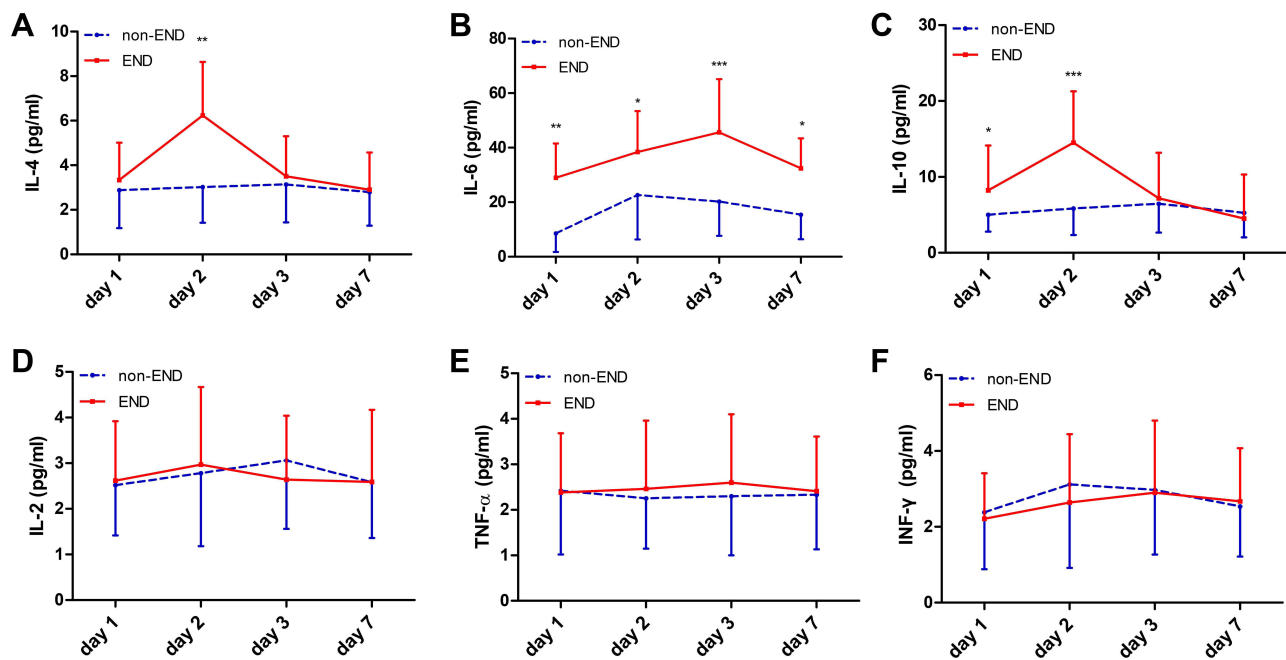 A
IL-4 (pg/ml)
non-END
END
**
10
8
6
4
2
0
day 1
day 2
day 3
day 7
B
IL-6 (pg/ml)
non-END
END
**
*
***
*
80
60
40
20
0
day 1
day 2
day 3
day 7
C
IL-10 (pg/ml)
non-END
END
*
***
30
20
10
0
day 1
day 2
day 3
day 7
D
IL-2 (pg/ml)
non-END
END
5
4
3
2
1
0
day 1
day 2
day 3
day 7
E
TNF-α (pg/ml)
non-END
END
5
4
3
2
1
0
day 1
day 2
day 3
day 7
F
INF-γ (pg/ml)
non-END
END
6
4
2
0
day 1
day 2
day 3
day 7